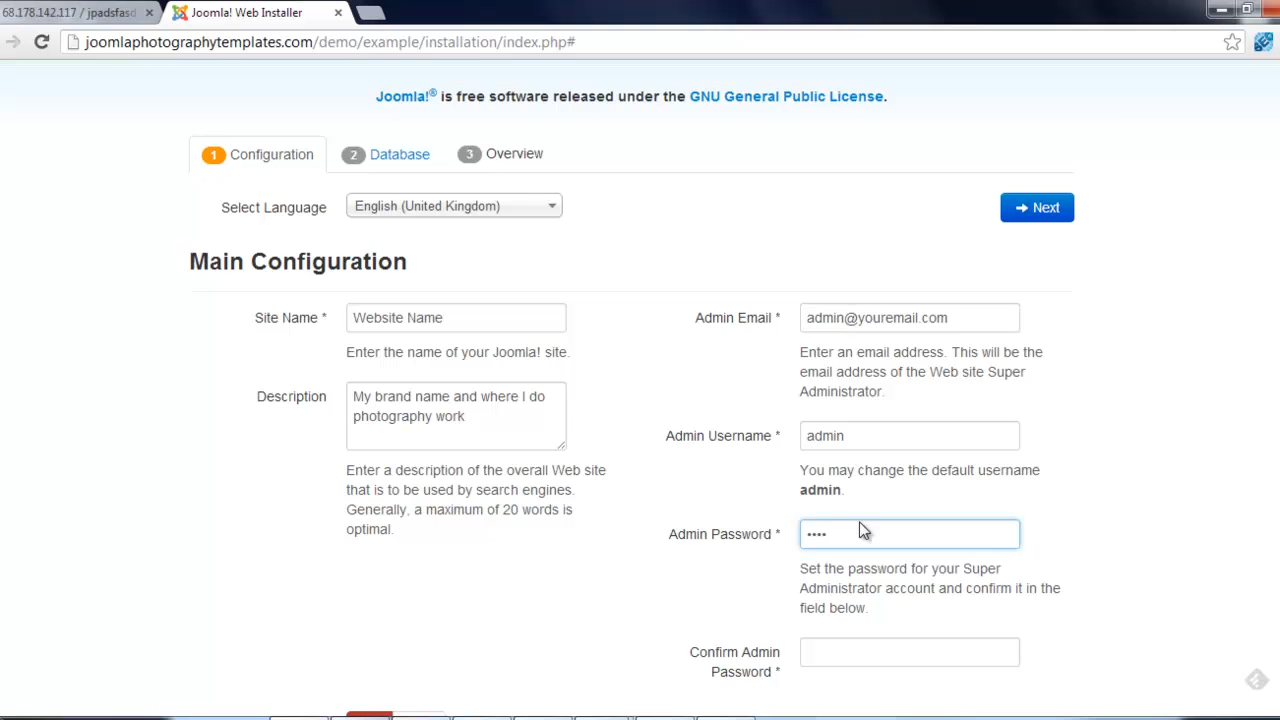 68.178.142.117 / jpadsfasd
Joomla! Web Installer
joomlaphotographytemplates.com/demo/example/installation/index.php#
Joomla!® is free software released under the GNU General Public License.
1 Configuration
2 Database
3 Overview
Select Language
English (United Kingdom)
Next
Main Configuration
Site Name *
Website Name
Enter the name of your Joomla! site.
Description
My brand name and where I do
photography work
Enter a description of the overall Web site
that is to be used by search engines.
Generally, a maximum of 20 words is
optimal.
Admin Email *
admin@youremail.com
Enter an email address. This will be the
email address of the Web site Super
Administrator.
Admin Username *
admin
You may change the default username
admin.
Admin Password *
••••
Set the password for your Super
Administrator account and confirm it in the
field below.
Confirm Admin
Password *